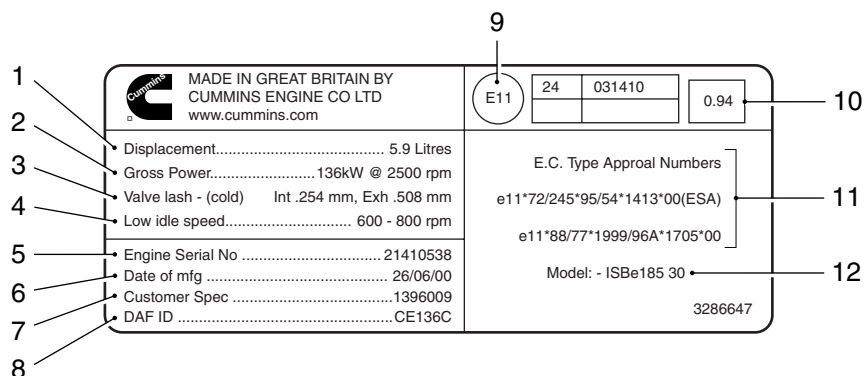 9
1
2
3
4
5
6
7
8
10
11
12
Cummins
MADE IN GREAT BRITAIN BY
CUMMINS ENGINE CO LTD
www.cummins.com
E11
24 031410
0.94
Displacement.................................... 5.9 Litres
Gross Power......................136kW @ 2500 rpm
Valve lash - (cold) Int .254 mm, Exh .508 mm
Low idle speed........................... 600 - 800 rpm
Engine Serial No ..............................21410538
Date of mfg ....................................... 26/06/00
Customer Spec ..................................1396009
DAF ID ..............................................CE136C
E.C. Type Approal Numbers
e11*72/245*95/54*1413*00(ESA)
e11*88/77*1999/96A*1705*00
Model: - ISBe185 30
3286647